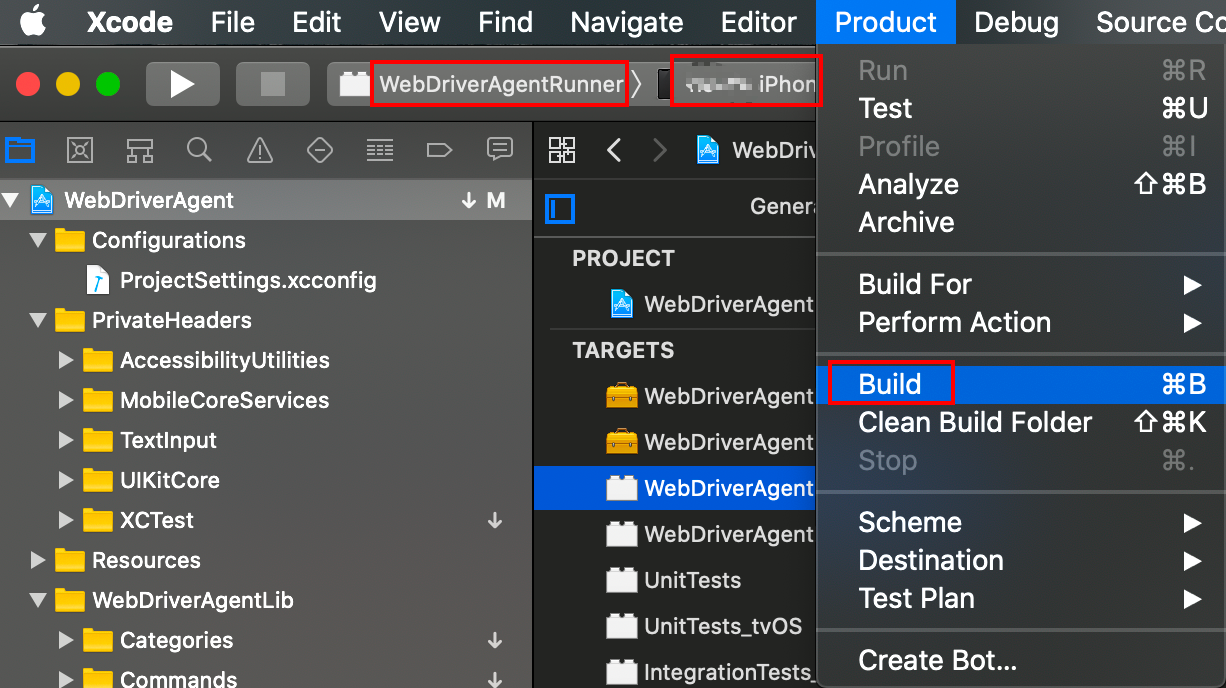 Xcode File Edit View Find Navigate Editor Product Debug Source Co
WebDriverAgentRunner iPhon
WebDriv
WebDriverAgent M
Configurations
ProjectSettings.xcconfig
PrivateHeaders
AccessibilityUtilities
MobileCoreServices
TextInput
UIKitCore
XCTest
Resources
WebDriverAgentLib
Categories
Commands
Genera
PROJECT
WebDriverAgent
TARGETS
WebDriverAgent
WebDriverAgent
WebDriverAgent
WebDriverAgent
UnitTests
UnitTests_tvOS
IntegrationTests_
Run ⌘R
Test ⌘U
Profile ⌘I
Analyze ⇧⌘B
Archive
Build For
Perform Action
Build ⌘B
Clean Build Folder ⇧⌘K
Stop ⌘.
Scheme
Destination
Test Plan
Create Bot...